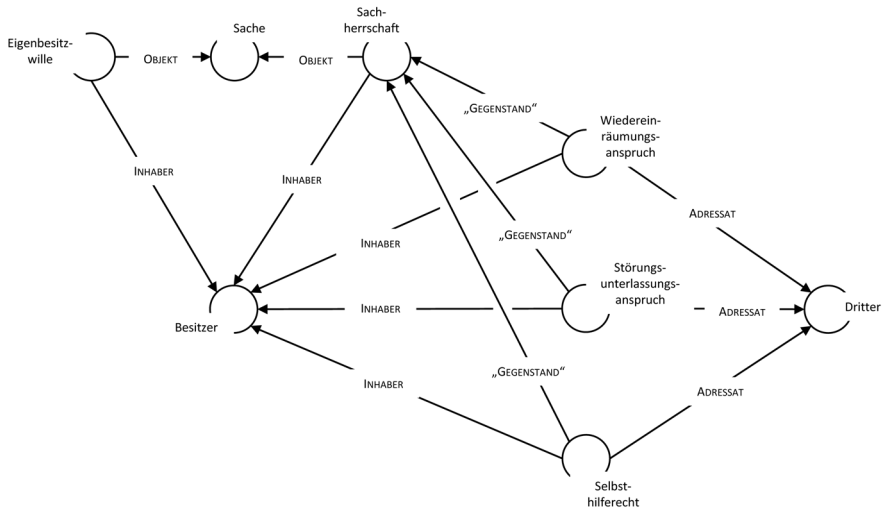 Sach-
herrschaft
Sache
Eigenbesitz-
wille
OBJEKT
OBJEKT
„GEGENSTAND“
Wiederein-
räumungs-
anspruch
INHABER
INHABER
ADRESSAT
„GEGENSTAND“
INHABER
Störungs-
unterlassungs-
anspruch
Besitzer
INHABER
ADRESSAT
Dritter
„GEGENSTAND“
INHABER
ADRESSAT
Selbst-
hilferecht